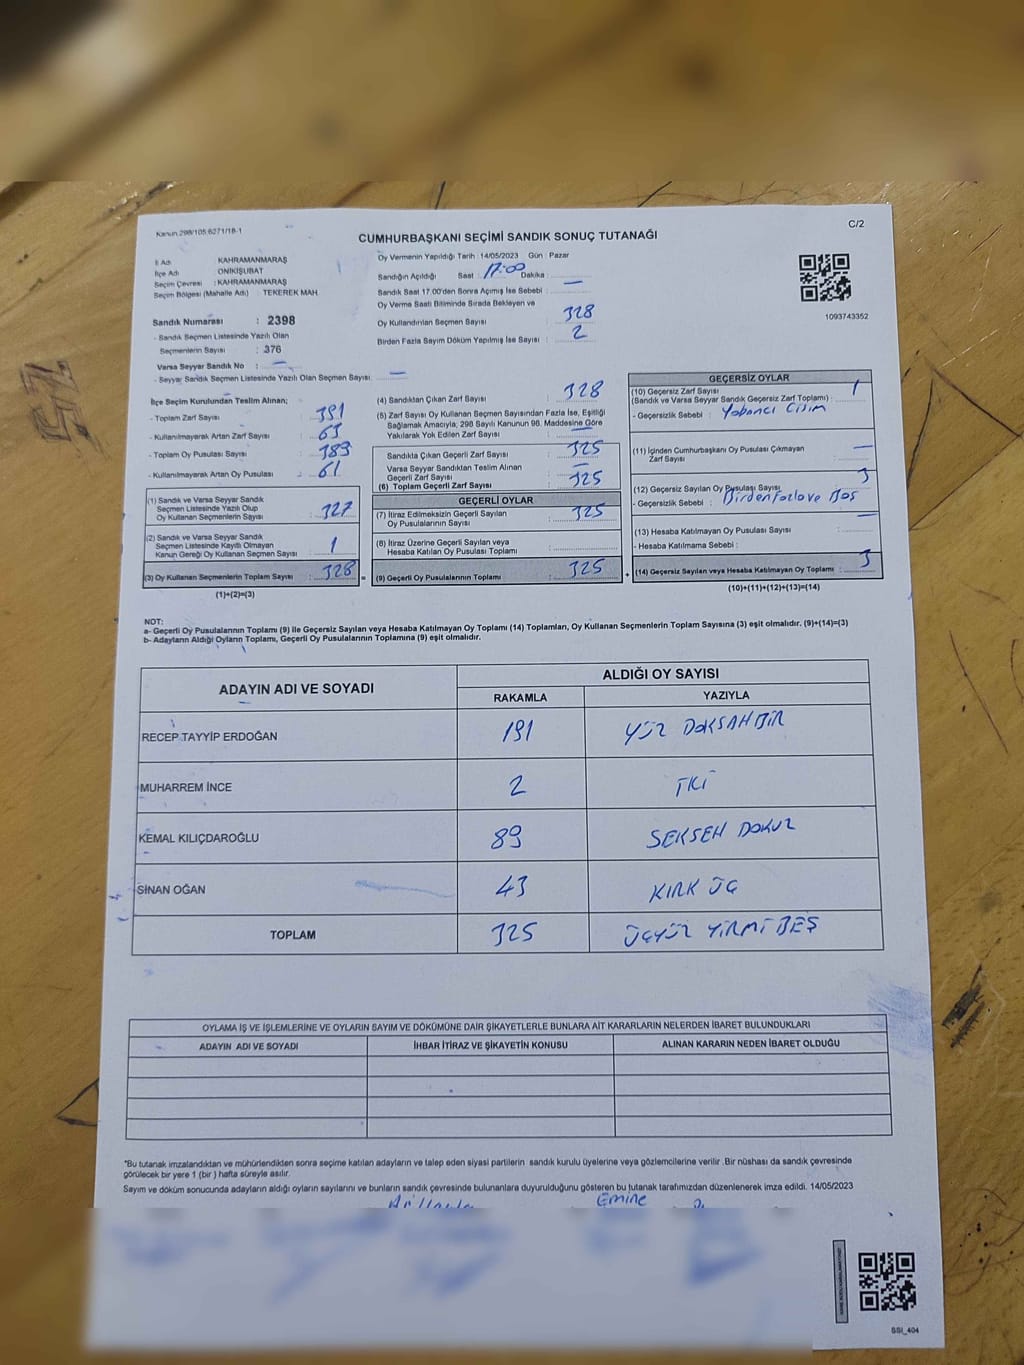 Kanun 298/105:6271/18-1
C/2
CUMHURBAŞKANI SEÇİMİ SANDIK SONUÇ TUTANAĞI
İl Adı KAHRAMANMARAŞ
İlçe Adı ONİKİŞUBAT
Seçim Çevresi : KAHRAMANMARAŞ
Seçim Bölgesi (Mahalle Adı) : TEKEREK MAH.
Sandık Numarası : 2398
- Sandık Seçmen Listesinde Yazılı Olan
Seçmenlerin Sayısı : 376
Varsa Seyyar Sandık No : —
- Seyyar Sandık Seçmen Listesinde Yazılı Olan Seçmen Sayısı: —
Oy Vermenin Yapıldığı Tarih : 14/05/2023 Gün : Pazar
Sandığın Açıldığı Saat : 17:00 Dakika :
Sandık Saat 17.00'den Sonra Açımış İse Sebebi : —
Oy Verme Saati Bitiminde Sırada Bekleyen ve
Oy Kullandırılan Seçmen Sayısı : 328
Birden Fazla Sayım Döküm Yapılmış İse Sayısı : 2
1093743352
İlçe Seçim Kurulundan Teslim Alınan;
- Toplam Zarf Sayısı : 391
- Kullanılmayarak Artan Zarf Sayısı : 63
- Toplam Oy Pusulası Sayısı : 389
- Kullanılmayarak Artan Oy Pusulası : 61
(1) Sandık ve Varsa Seyyar Sandık
Seçmen Listesinde Yazılı Olup
Oy Kullanan Seçmenlerin Sayısı : 327
(2) Sandık ve Varsa Seyyar Sandık
Seçmen Listesinde Kayıtlı Olmayan
Kanun Gereği Oy Kullanan Seçmen Sayısı : 1
(3) Oy Kullanan Seçmenlerin Toplam Sayısı : 328
(1)+(2)=(3)
=
(4) Sandıktan Çıkan Zarf Sayısı : 328
(5) Zarf Sayısı Oy Kullanan Seçmen Sayısından Fazla İse, Eşitliği
Sağlamak Amacıyla, 298 Sayılı Kanunun 98. Maddesine Göre
Yakılarak Yok Edilen Zarf Sayısı : —
Sandıkta Çıkan Geçerli Zarf Sayısı : 325
Varsa Seyyar Sandıktan Teslim Alınan
Geçerli Zarf Sayısı : —
(6) Toplam Geçerli Zarf Sayısı : 325
GEÇERLİ OYLAR
(7) İtiraz Edilmeksizin Geçerli Sayılan
Oy Pusulalarının Sayısı : 325
(8) İtiraz Üzerine Geçerli Sayılan veya
Hesaba Katılan Oy Pusulası Toplamı :
(9) Geçerli Oy Pusulalarının Toplamı : 325
+
GEÇERSİZ OYLAR
(10) Geçersiz Zarf Sayısı
(Sandık ve Varsa Seyyar Sandık Geçersiz Zarf Toplamı) : 1
- Geçersizlik Sebebi : Yabancı Cisim
(11) İçinden Cumhurbaşkanı Oy Pusulası Çıkmayan
Zarf Sayısı : —
(12) Geçersiz Sayılan Oy Pusulası Sayısı : 3
- Geçersizlik Sebebi : Birden fazla ve Boş
(13) Hesaba Katılmayan Oy Pusulası Sayısı : —
- Hesaba Katılmama Sebebi :
(14) Geçersiz Sayılan veya Hesaba Katılmayan Oy Toplamı : 3
(10)+(11)+(12)+(13)=(14)
NOT:
a- Geçerli Oy Pusulalarının Toplamı (9) ile Geçersiz Sayılan veya Hesaba Katılmayan Oy Toplamı (14) Toplamları, Oy Kullanan Seçmenlerin Toplam Sayısına (3) eşit olmalıdır. (9)+(14)=(3)
b- Adayların Aldığı Oyların Toplamı, Geçerli Oy Pusulalarının Toplamına (9) eşit olmalıdır.
ADAYIN ADI VE SOYADI ALDIĞI OY SAYISI
RAKAMLA YAZIYLA
RECEP TAYYİP ERDOĞAN 191 YÜZ DOKSAN BİR
MUHARREM İNCE 2 İKİ
KEMAL KILIÇDAROĞLU 89 SEKSEN DOKUZ
SİNAN OĞAN 43 KIRK ÜÇ
TOPLAM 325 ÜÇYÜZ YİRMİ BEŞ
OYLAMA İŞ VE İŞLEMLERİNE VE OYLARIN SAYIM VE DÖKÜMÜNE DAİR ŞİKAYETLERLE BUNLARA AİT KARARLARIN NELERDEN İBARET BULUNDUKLARI
ADAYIN ADI VE SOYADI İHBAR İTİRAZ VE ŞİKAYETİN KONUSU ALINAN KARARIN NEDEN İBARET OLDUĞU
*Bu tutanak imzalandıktan ve mühürlendikten sonra seçime katılan adayların ve talep eden siyasi partilerin sandık kurulu üyelerine veya gözlemcilerine verilir. Bir nüshası da sandık çevresinde
görülecek bir yere 1 (bir ) hafta süreyle asılır.
Sayım ve döküm sonucunda adayların aldığı oyların sayılarını ve bunların sandık çevresinde bulunanlara duyurulduğunu gösteren bu tutanak tarafımızdan düzenlenerek imza edildi. 14/05/2023
Emine
SSI_404